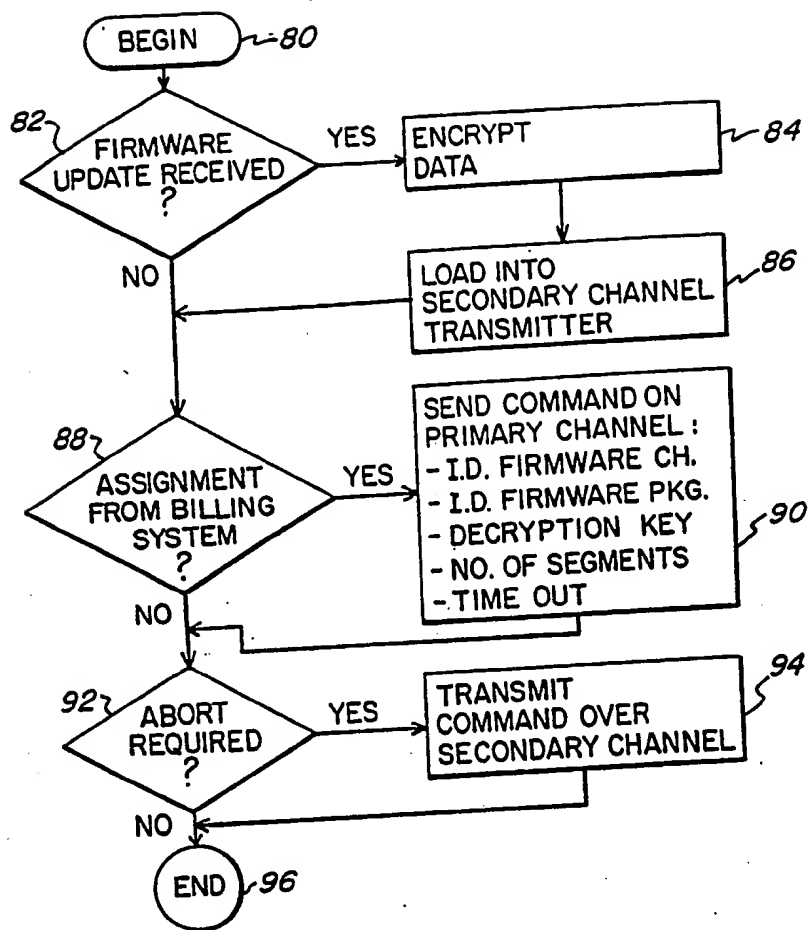 BEGIN
80
82
FIRMWARE
UPDATE RECEIVED
?
YES
ENCRYPT
DATA
84
NO
LOAD INTO
SECONDARY CHANNEL
TRANSMITTER
86
88
ASSIGNMENT
FROM BILLING
SYSTEM
?
YES
SEND COMMAND ON
PRIMARY CHANNEL :
- I.D. FIRMWARE CH.
- I.D. FIRMWARE PKG.
- DECRYPTION KEY
- NO. OF SEGMENTS
- TIME OUT
90
NO
92
ABORT
REQUIRED
?
YES
TRANSMIT
COMMAND OVER
SECONDARY CHANNEL
94
NO
END
96